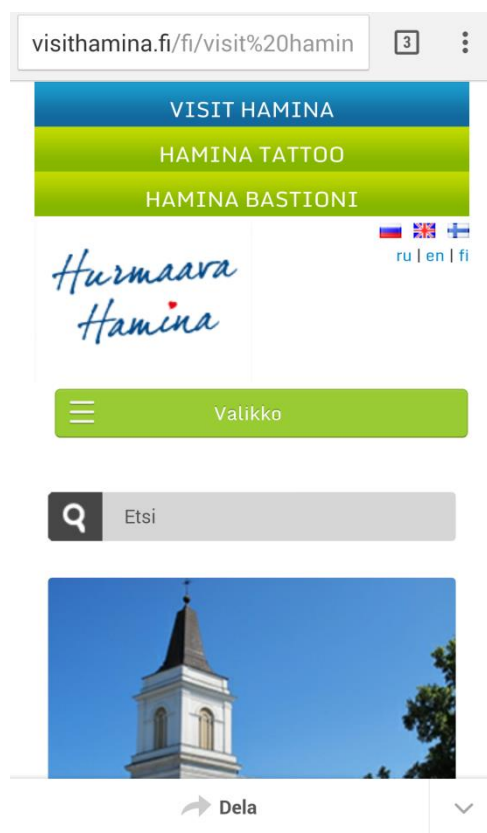 visithamina.fi/fi/visit%20hamin
3
VISIT HAMINA
HAMINA TATTOO
HAMINA BASTIONI
ru | en | fi
Hurmaava
Hamina
Valikko
Etsi
Dela